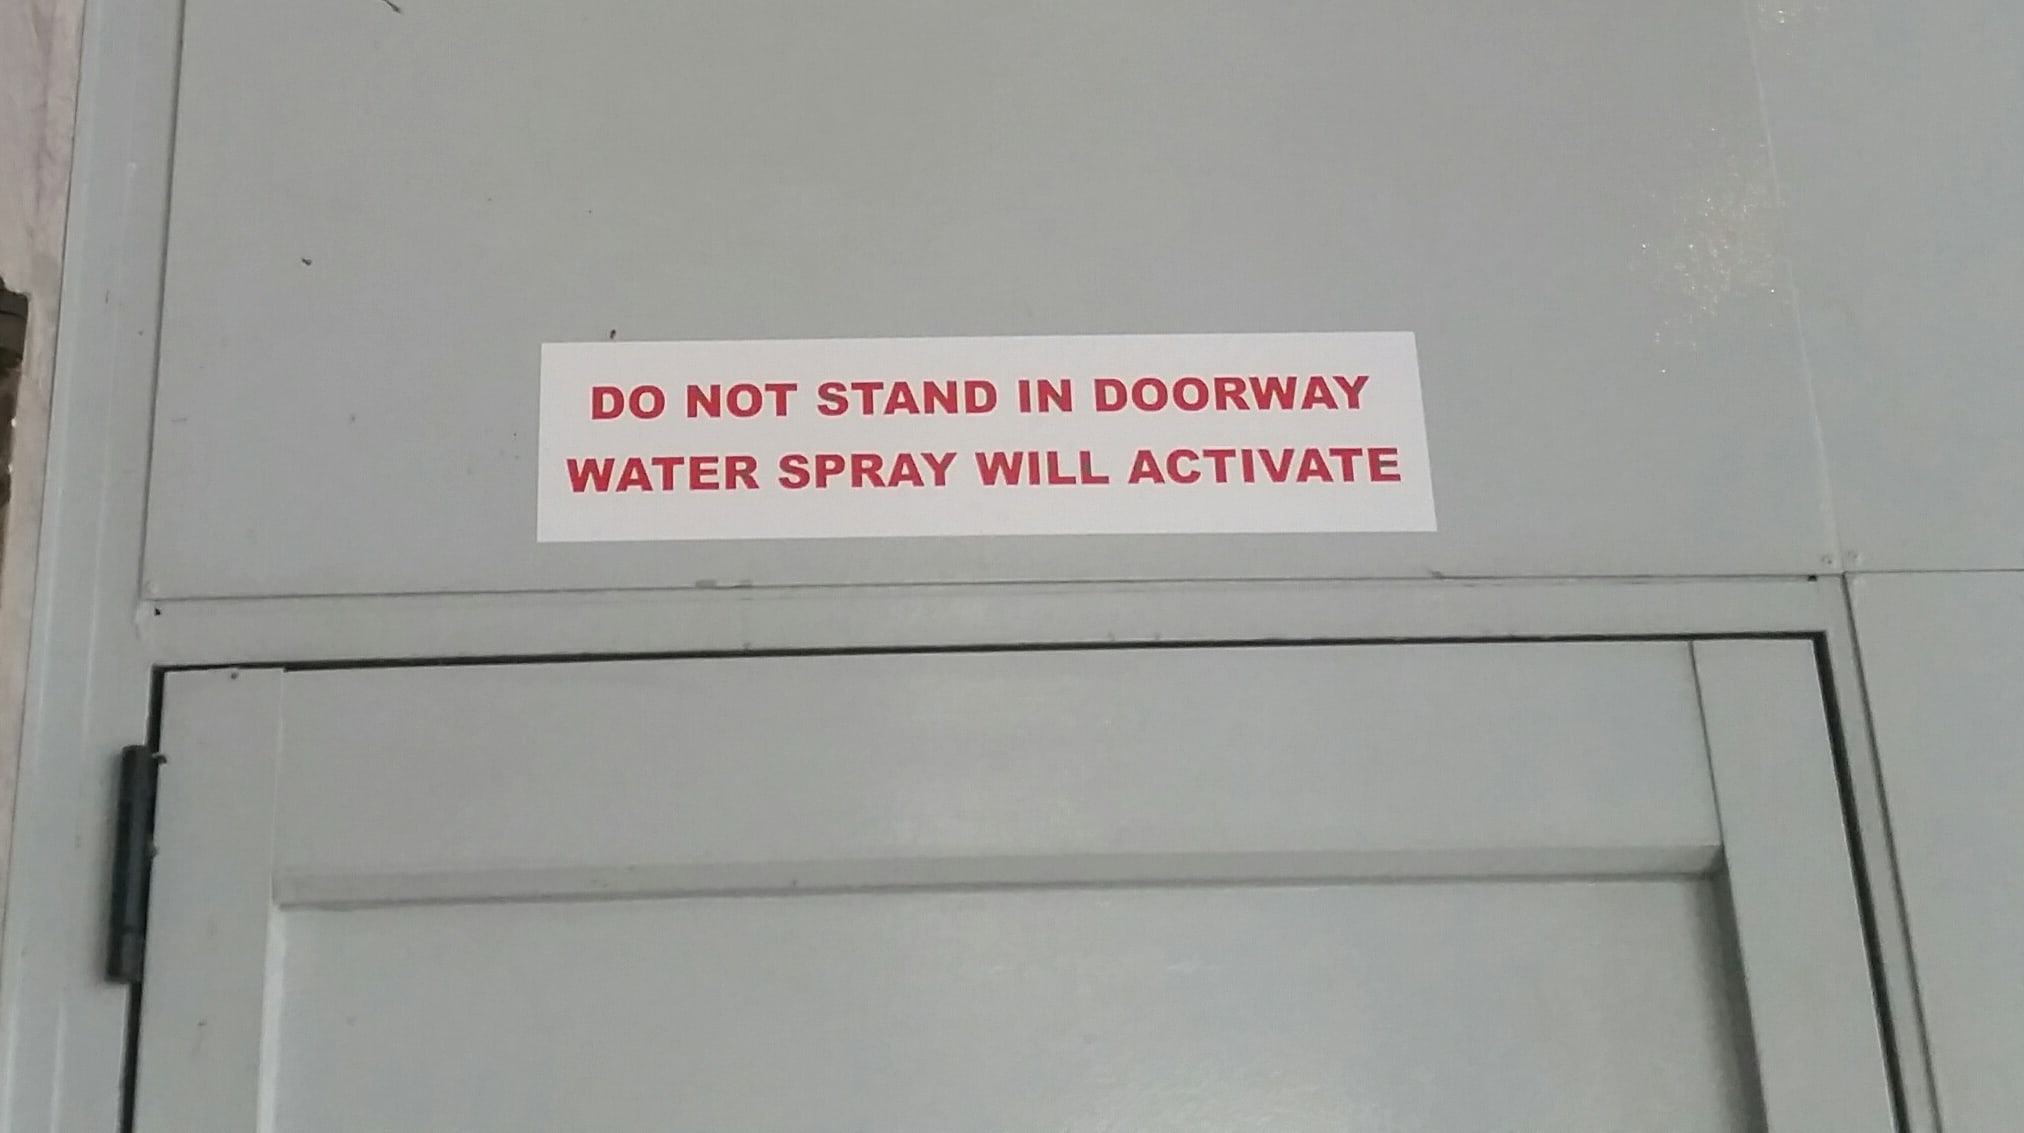 DO NOT STAND IN DOORWAY
WATER SPRAY WILL ACTIVATE